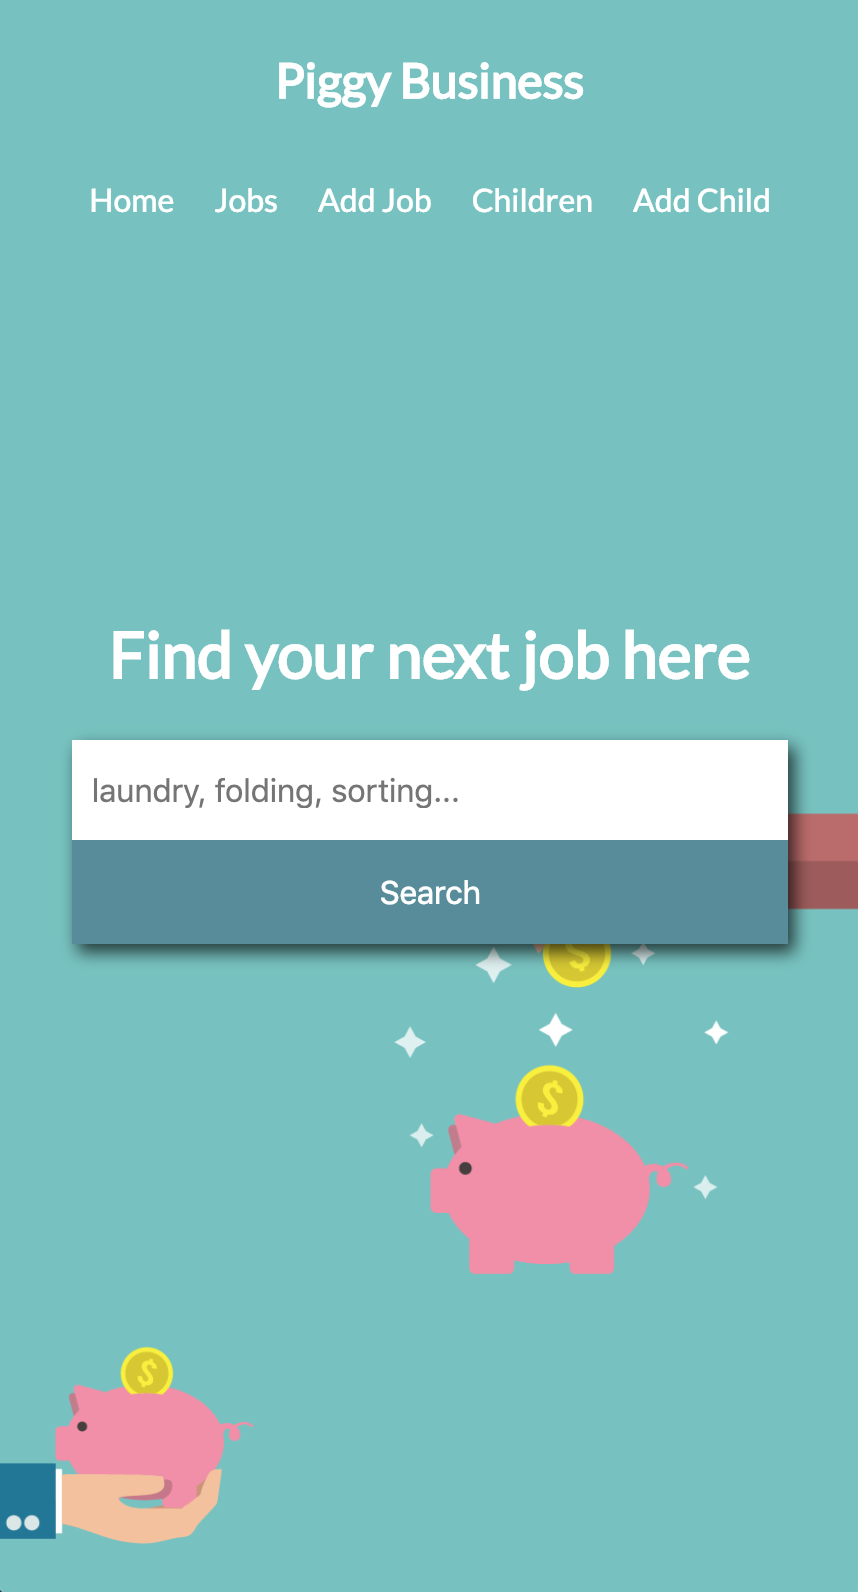 Piggy Business
Home Jobs Add Job Children Add Child
Find your next job here
laundry, folding, sorting...
Search
$
$
$